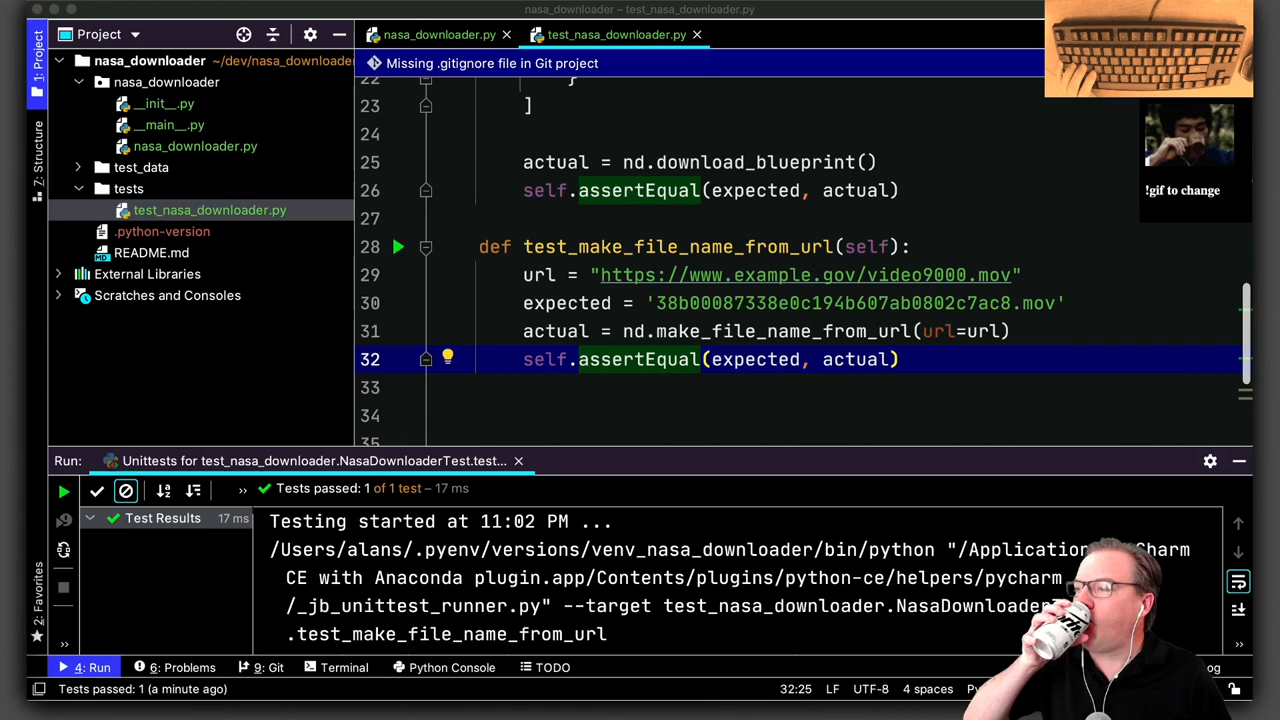 nasa_downloader – test_nasa_downloader.py
1: Project
7: Structure
2: Favorites
Project
nasa_downloader ~/dev/nasa_downloader
nasa_downloader
__init__.py
__main__.py
nasa_downloader.py
test_data
tests
test_nasa_downloader.py
.python-version
README.md
External Libraries
Scratches and Consoles
nasa_downloader.py
test_nasa_downloader.py
Missing .gitignore file in Git project
22 }
23 ]
24
25 actual = nd.download_blueprint()
26 self.assertEqual(expected, actual)
27
28 def test_make_file_name_from_url(self):
29 url = "https://www.example.gov/video9000.mov"
30 expected = '38b00087338e0c194b607ab0802c7ac8.mov'
31 actual = nd.make_file_name_from_url(url=url)
32 self.assertEqual(expected, actual)
33
34
35
!gif to change
Run: Unittests for test_nasa_downloader.NasaDownloaderTest.test...
Tests passed: 1 of 1 test – 17 ms
Test Results 17 ms
Testing started at 11:02 PM ...
/Users/alans/.pyenv/versions/venv_nasa_downloader/bin/python "/Application
CE with Anaconda plugin.app/Contents/plugins/python-ce/helpers/pycharm
/_jb_unittest_runner.py" --target test_nasa_downloader.NasaDownloader
.test_make_file_name_from_url
4: Run
6: Problems
9: Git
Terminal
Python Console
TODO
Tests passed: 1 (a minute ago)
32:25 LF UTF-8 4 spaces